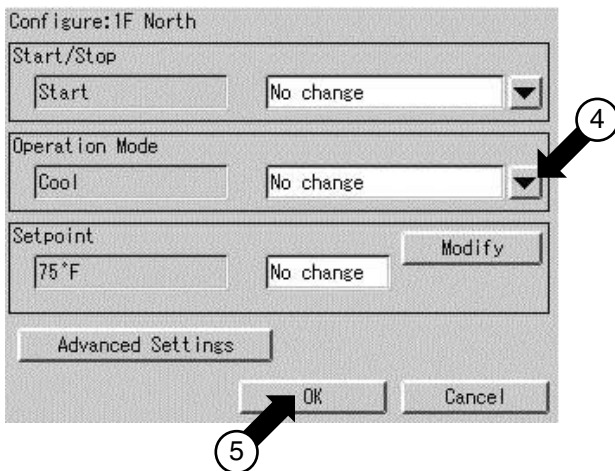 Configure:1F North
Start/Stop
Start No change
4
Operation Mode
Cool No change
Setpoint
Modify
75°F No change
Advanced Settings
OK Cancel
5